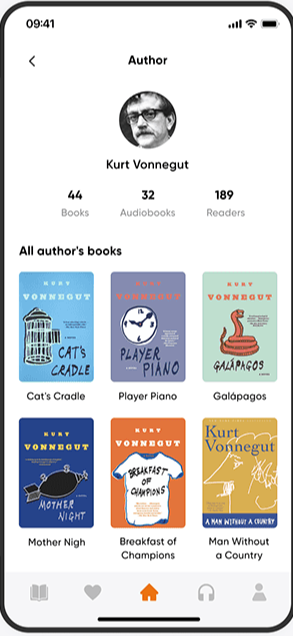 09:41
Author
Kurt Vonnegut
44
32
189
Books
Audiobooks
Readers
All author's books
KURT
VONNEGUT
CAT'S
CRADLE
KURT
VONNEGUT
PLAYER
PIANO
KURT
VONNEGUT
GALÁPAGOS
Cat's Cradle
Player Piano
Galápagos
KURT
VONNEGUT
MOTHER
NIGHT
KURT
VONNEGUT
BREAKFAST
OF
CHAMPIONS
Kurt
Vonnegut
A MAN WITHOUT A COUNTRY
Mother Nigh
Breakfast of
Champions
Man Without
a Country